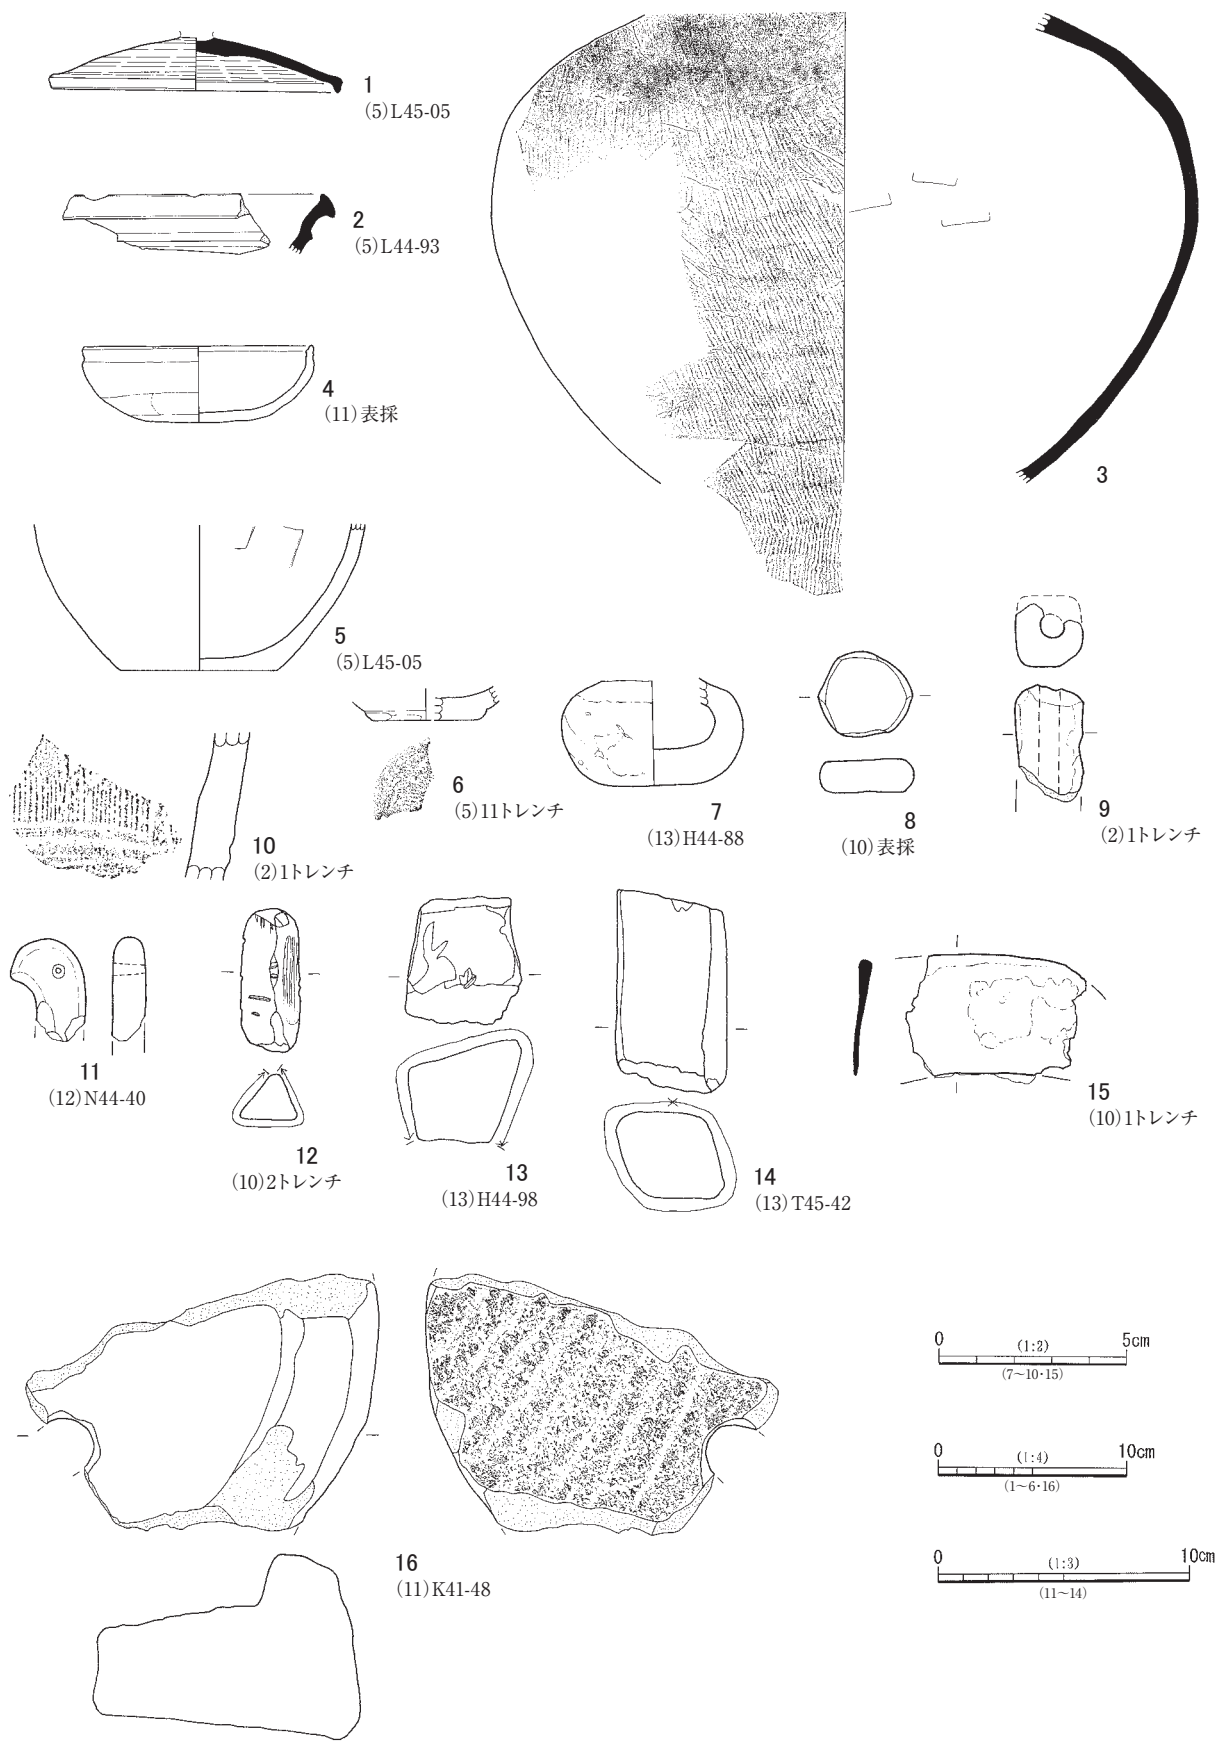 1
(5)L45-05
2
(5)L44-93
3
4
(11)表採
5
(5)L45-05
6
(5)11トレンチ
7
(13)H44-88
8
(10)表採
9
(2)1トレンチ
10
(2)1トレンチ
11
(12)N44-40
12
(10)2トレンチ
13
(13)H44-98
14
(13)T45-42
15
(10)1トレンチ
16
(11)K41-48
0 (1:2) 5cm
(7〜10·15)
0 (1:4) 10cm
(1〜6·16)
0 (1:3) 10cm
(11〜14)